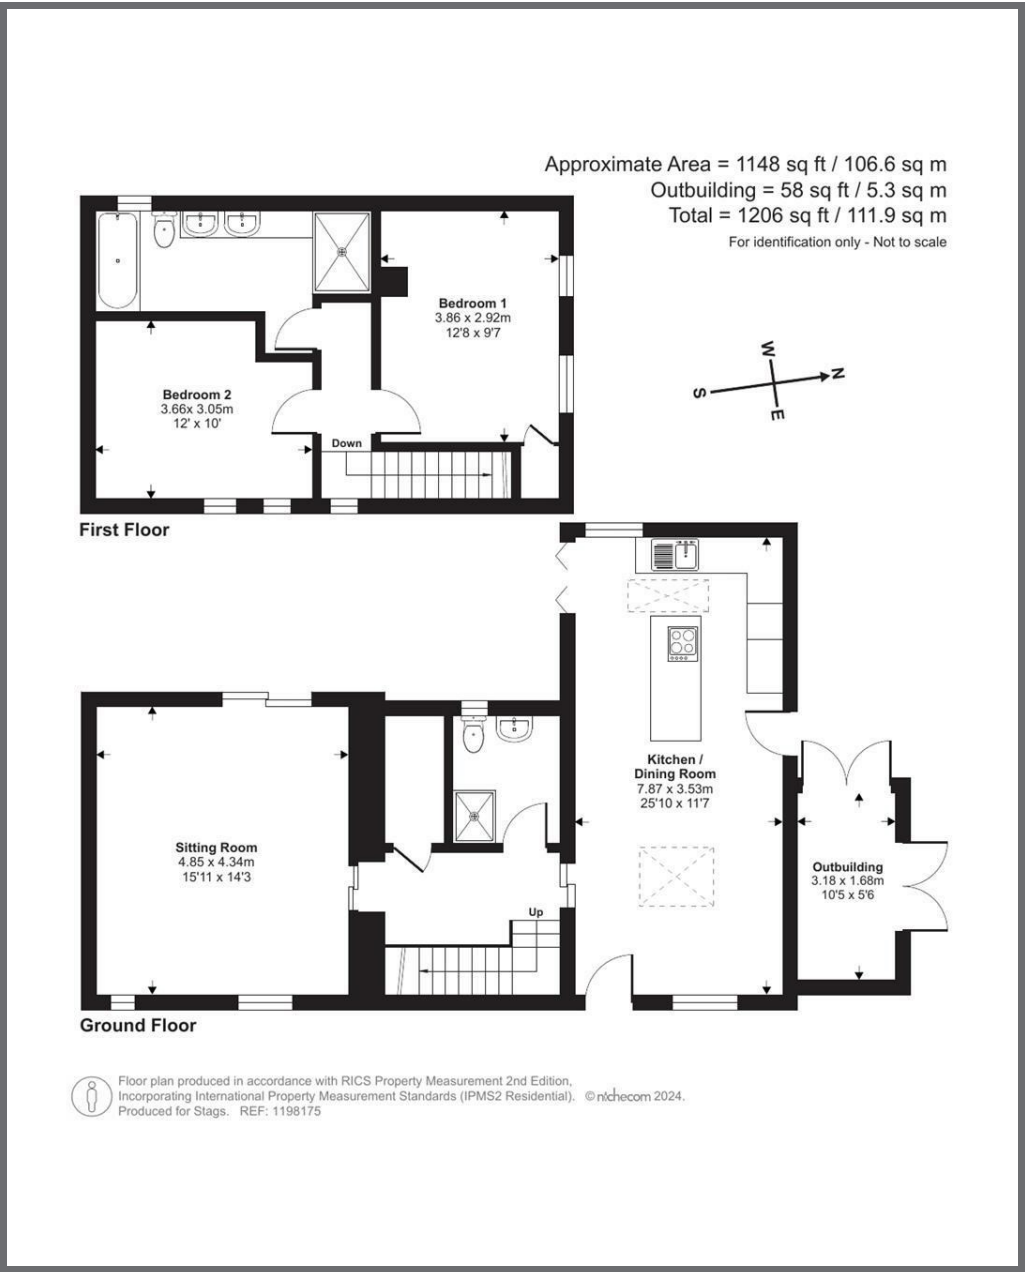 Approximate Area = 1148 sq ft / 106.6 sq m
Outbuilding = 58 sq ft / 5.3 sq m
Total = 1206 sq ft / 111.9 sq m
For identification only - Not to scale
Bedroom 1
3.86 x 2.92m
12'8 x 9'7
Bedroom 2
3.66x 3.05m
12' x 10'
Down
W
N
S
E
First Floor
Kitchen /
Dining Room
7.87 x 3.53m
25'10 x 11'7
Sitting Room
4.85 x 4.34m
15'11 x 14'3
Outbuilding
3.18 x 1.68m
10'5 x 5'6
Up
Ground Floor
Floor plan produced in accordance with RICS Property Measurement 2nd Edition,
Incorporating International Property Measurement Standards (IPMS2 Residential). © nichecom 2024.
Produced for Stags. REF: 1198175